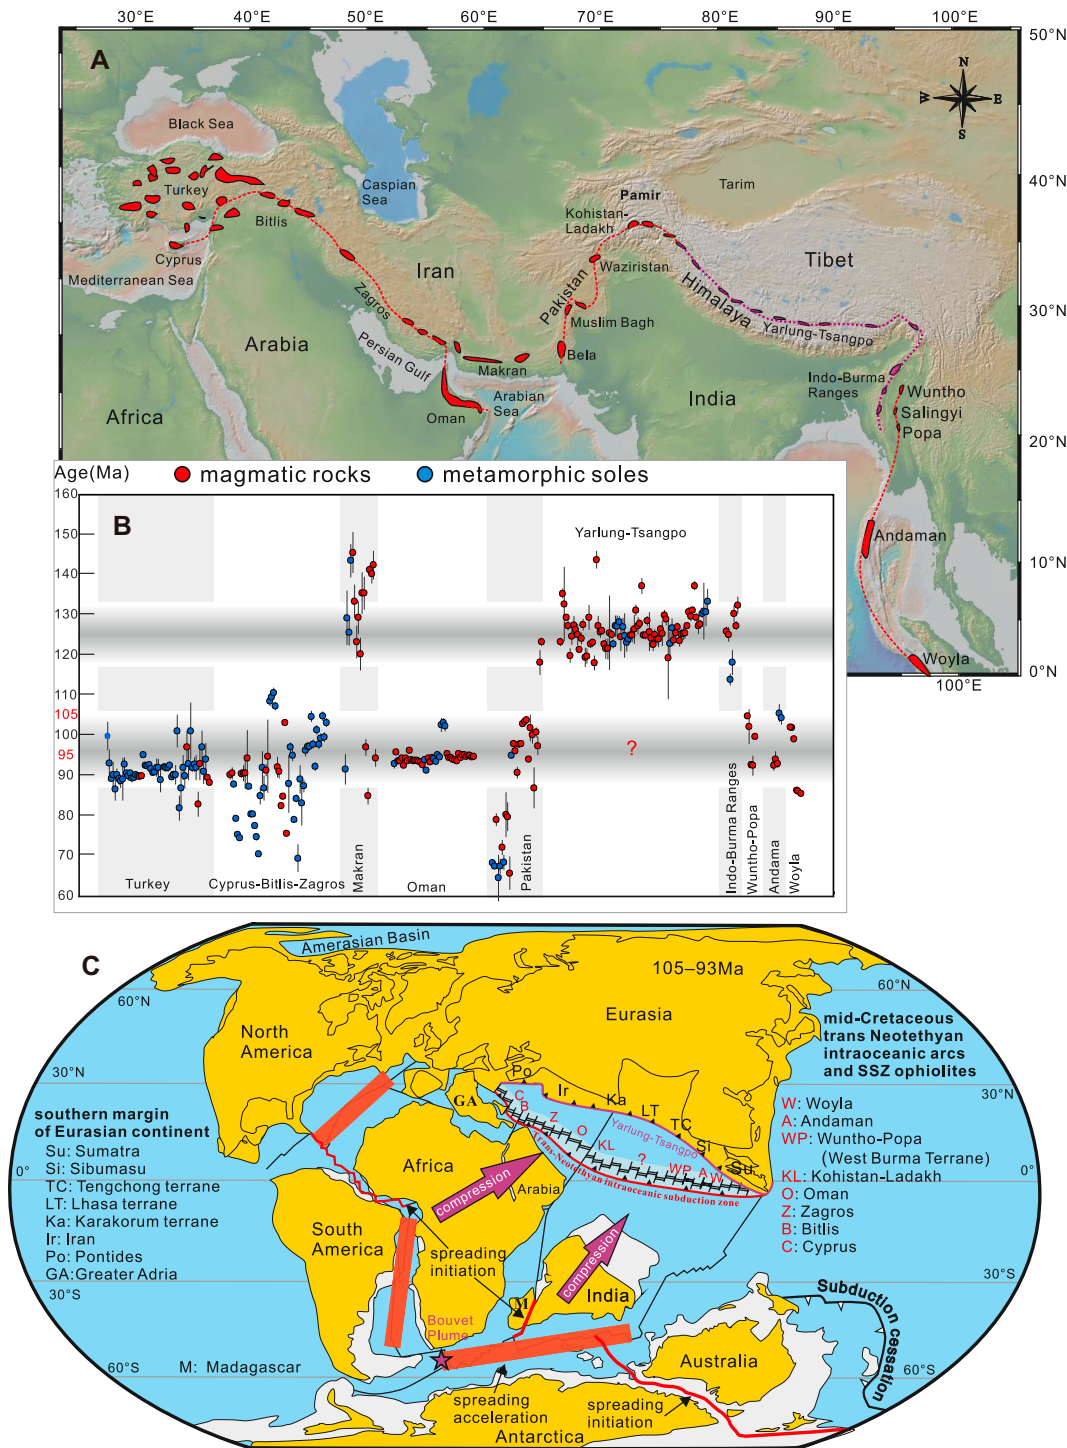 30°E 40°E 50°E 60°E 70°E 80°E 90°E 100°E
50°N
A
N
W E
S
Black Sea
40°N
Turkey
Caspian
Sea
Pamir
Tarim
Kohistan-
Ladakh
Bitlis
Cyprus
Mediterranean Sea
Iran
Waziristan
Tibet
Zagros
Pakistan
Himalaya
30°N
Muslim Bagh
Yarlung-Tsangpo
Arabia
Persian Gulf
Bela
Makran
Indo-Burma
Ranges
Wuntho
Arabian
Sea
India
Salingyi
Africa
Oman
Popa
20°N
Age(Ma)
magmatic rocks
metamorphic soles
160
B
Yarlung-Tsangpo
150
Andaman
140
10°N
130
120
Woyla
0°N
110
100°E
105
100
95
?
90
80
70
60
Turkey
Cyprus-Bitlis-Zagros
Makran
Oman
Pakistan
Indo-Burma Ranges
Wuntho-Popa
Andama
Woyla
C
Amerasian Basin
105–93Ma
60°N
60°N
Eurasia
North
America
mid-Cretaceous
trans Neotethyan
intraoceanic arcs
and SSZ ophiolites
30°N
30°N
Po
Ir
Ka
LT
TC
Si
Su
GA
C
B
Z
O
KL
?
WP
A
W
Yarlung-Tsangpo
Trans-Neotethyan intraoceanic subduction zone
southern margin
of Eurasian continent
Su: Sumatra
Si: Sibumasu
TC: Tengchong terrane
LT: Lhasa terrane
Ka: Karakorum terrane
Ir: Iran
Po: Pontides
GA:Greater Adria
W: Woyla
A: Andaman
WP: Wuntho-Popa
(West Burma Terrane)
KL: Kohistan-Ladakh
O: Oman
Z: Zagros
B: Bitlis
C: Cyprus
0°
0°
Africa
Arabia
compression
South
America
spreading
initiation
compression
30°S
30°S
M
India
Bouvet
Plume
Subduction cessation
M: Madagascar
60°S
60°S
Australia
spreading
acceleration
spreading
initiation
Antarctica